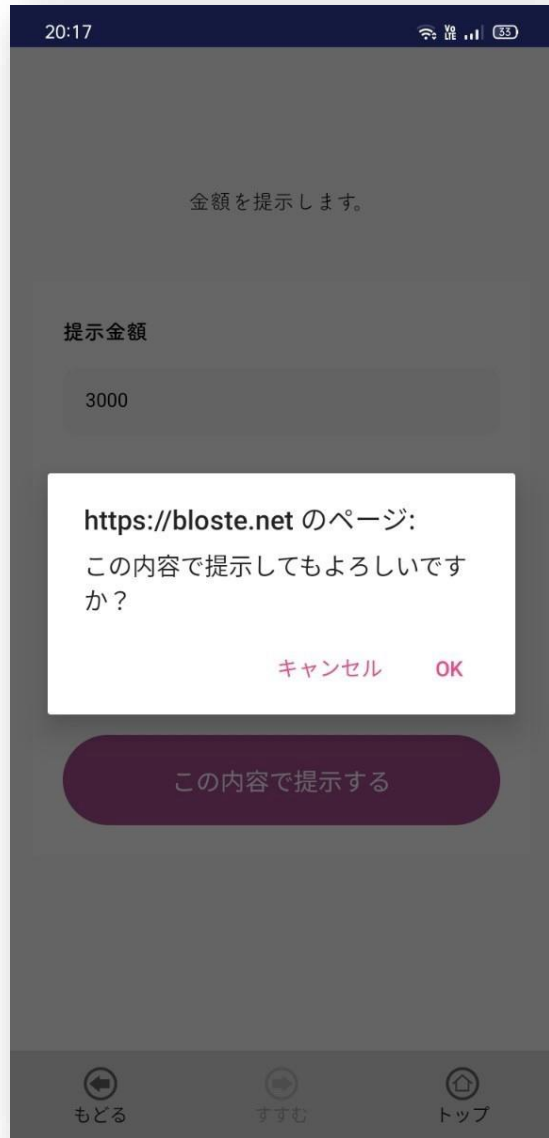 20:17
Vo LTE 33
金額を提示します。
提示金額
3000
https://bloste.net のページ:
この内容で提示してもよろしいです
か？
キャンセル OK
この内容で提示する
もどる すすむ トップ